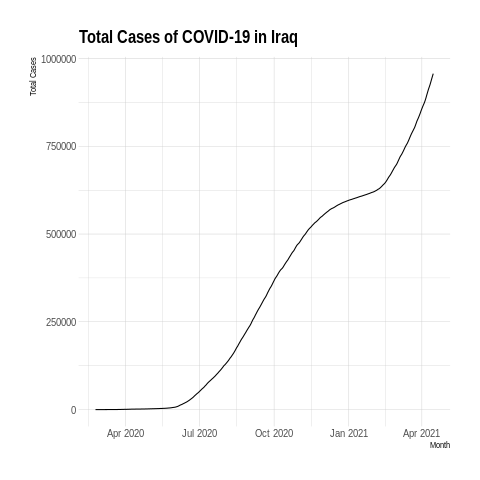 Total Cases of COVID-19 in Iraq
Total Cases
1000000
750000
500000
250000
0
Apr 2020 Jul 2020 Oct 2020 Jan 2021 Apr 2021
Month